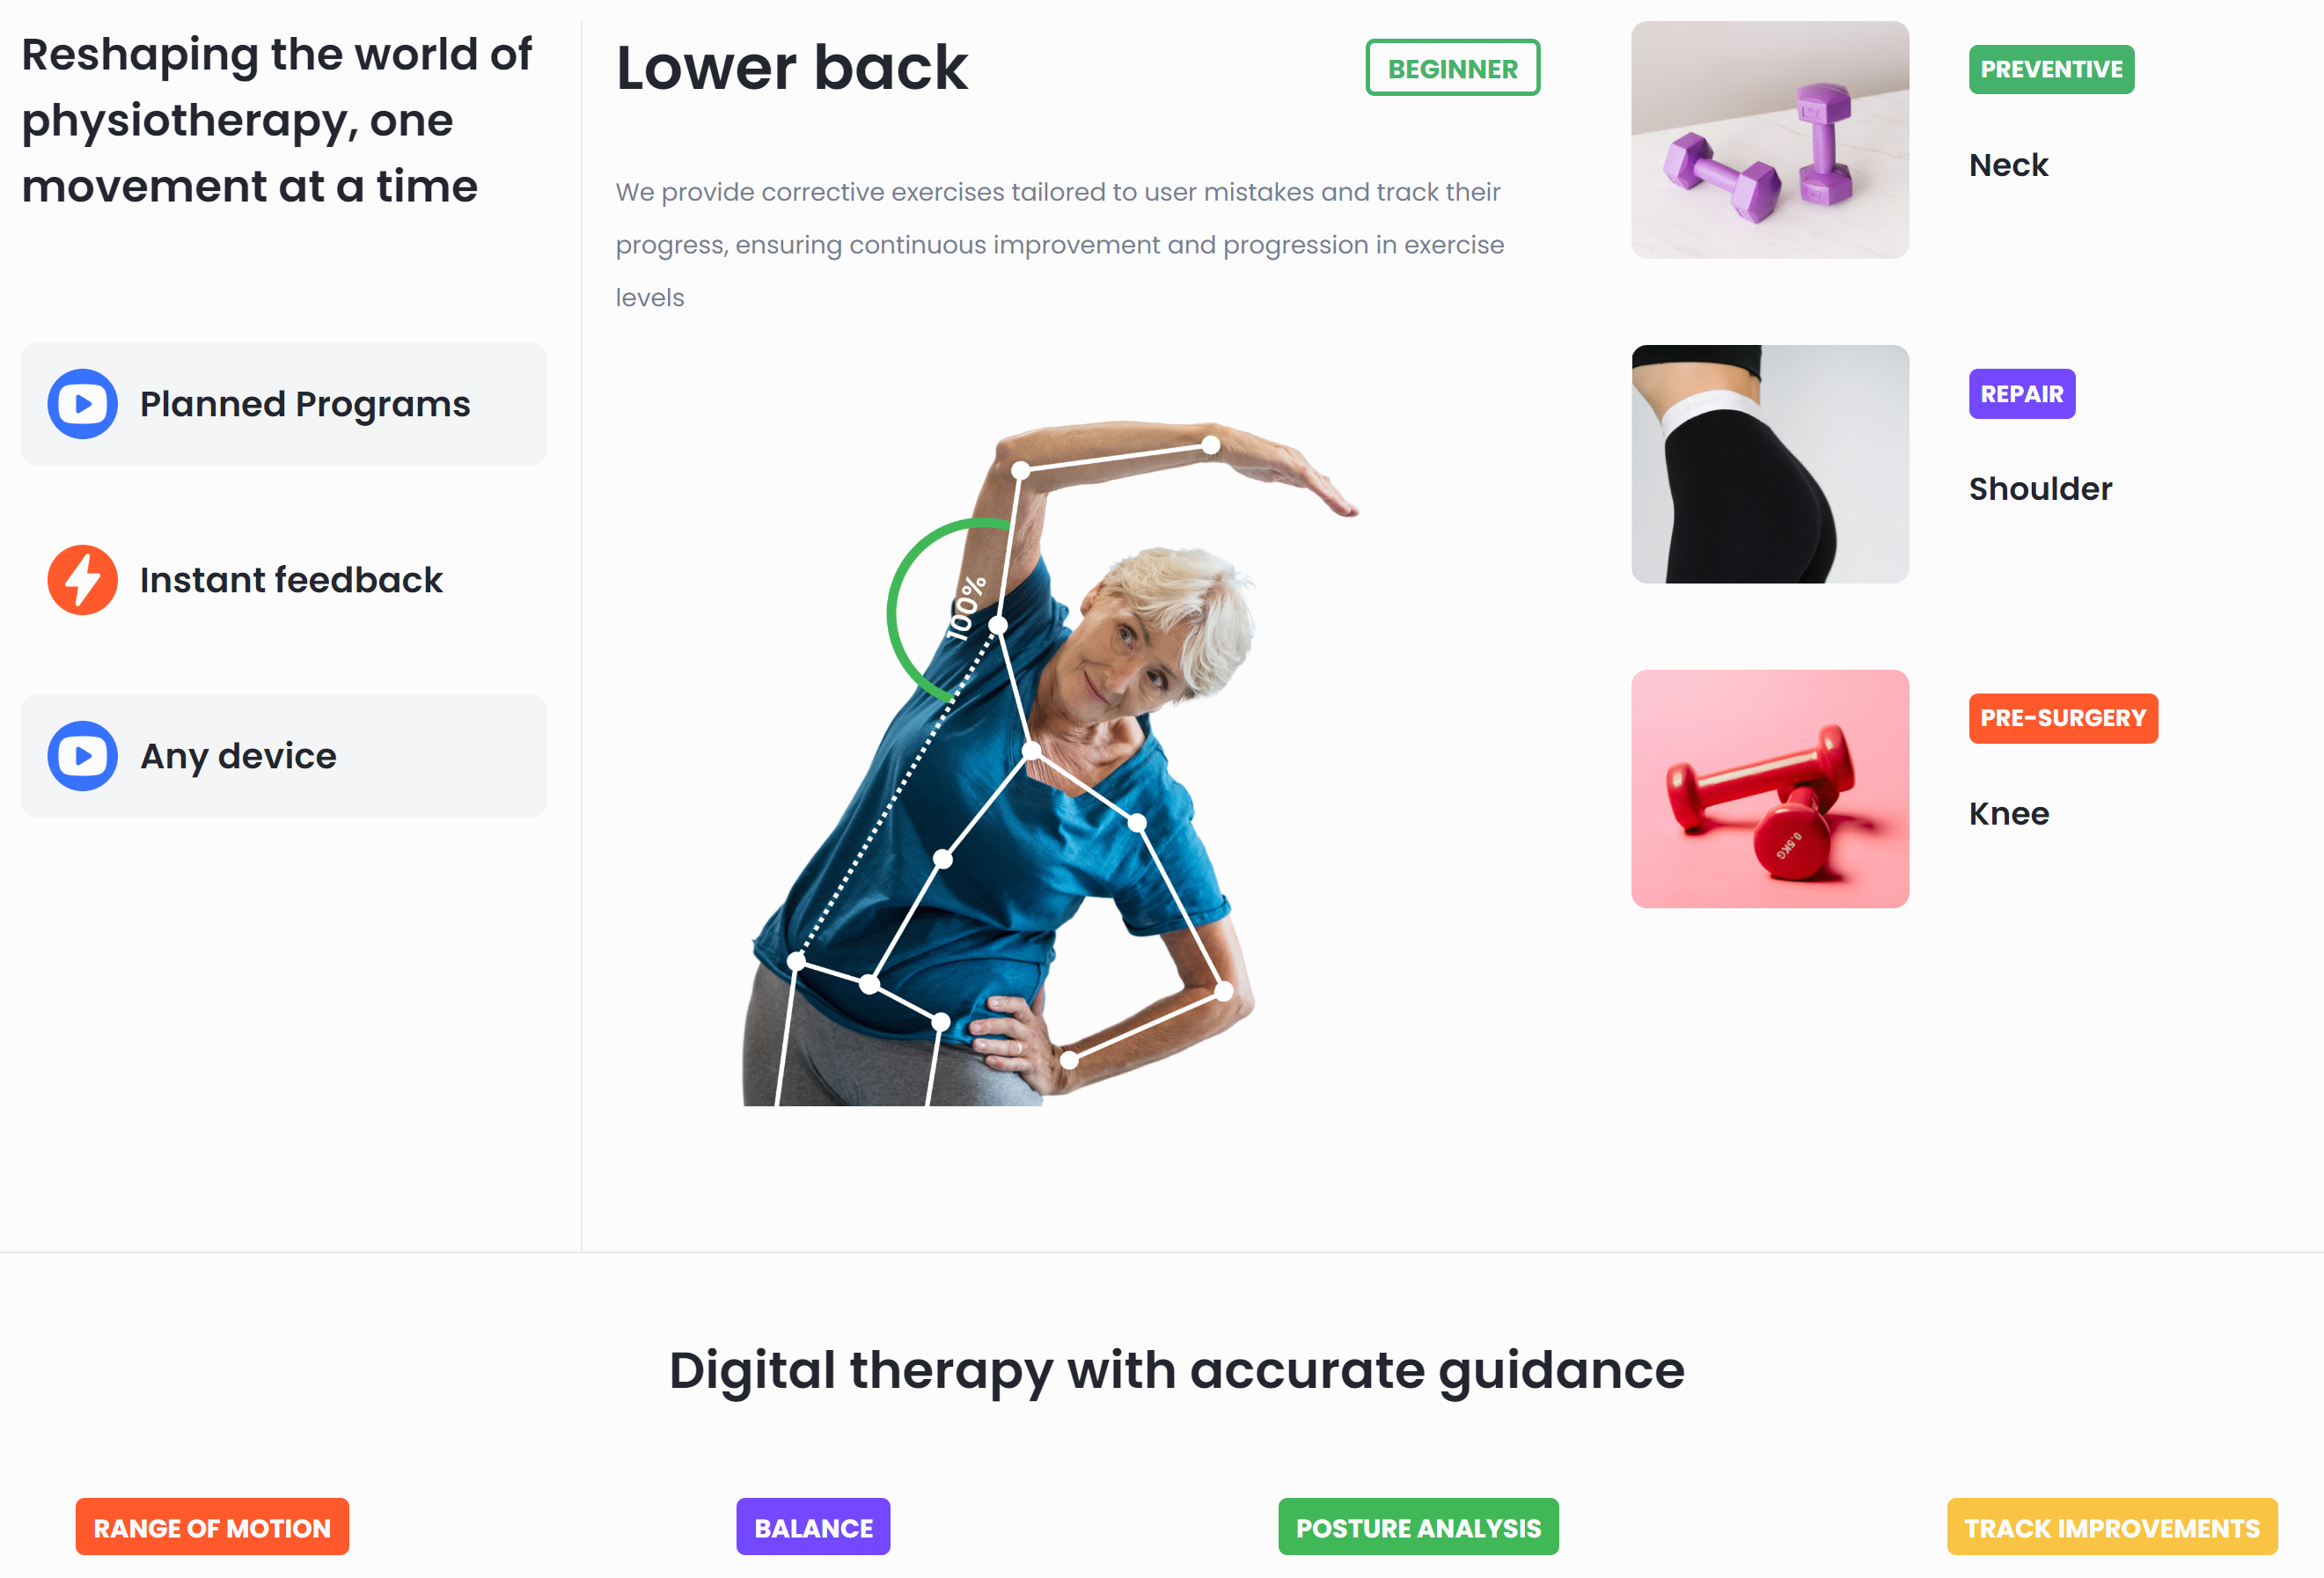 Reshaping the world of
physiotherapy, one
movement at a time
Planned Programs
Instant feedback
Any device
Lower back
BEGINNER
We provide corrective exercises tailored to user mistakes and track their
progress, ensuring continuous improvement and progression in exercise
levels
100%
PREVENTIVE
Neck
REPAIR
Shoulder
0.5KG
PRE-SURGERY
Knee
Digital therapy with accurate guidance
RANGE OF MOTION
BALANCE
POSTURE ANALYSIS
TRACK IMPROVEMENTS